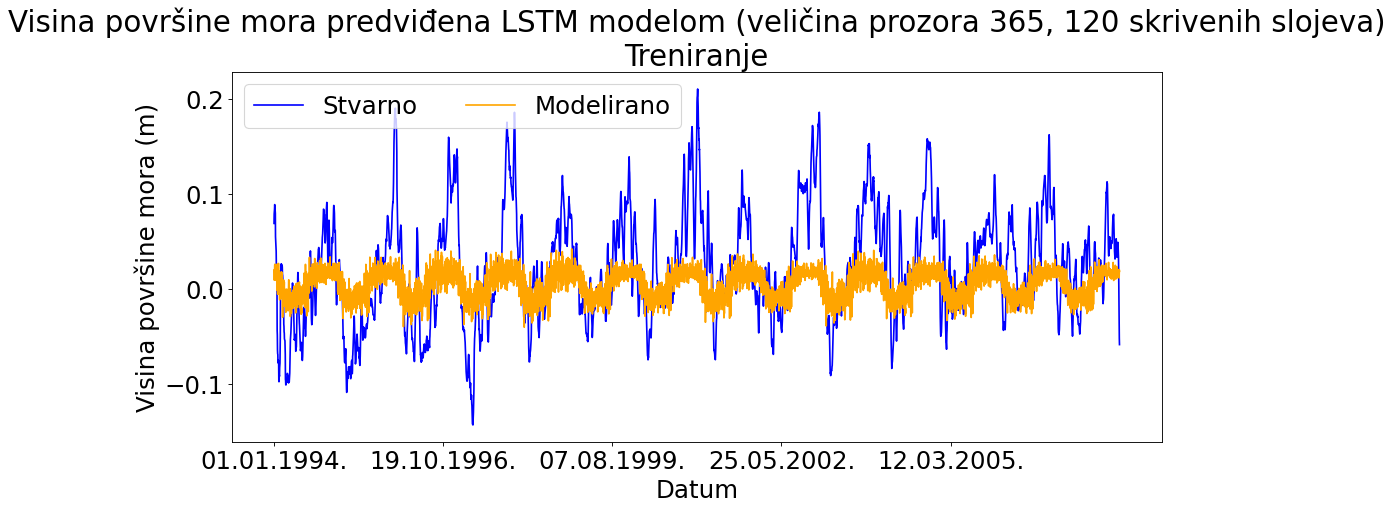 Visina površine mora predviđena LSTM modelom (veličina prozora 365, 120 skrivenih slojeva)
Treniranje
Stvarno Modelirano
Visina površine mora (m)
0.2
0.1
0.0
−0.1
01.01.1994. 19.10.1996. 07.08.1999. 25.05.2002. 12.03.2005.
Datum